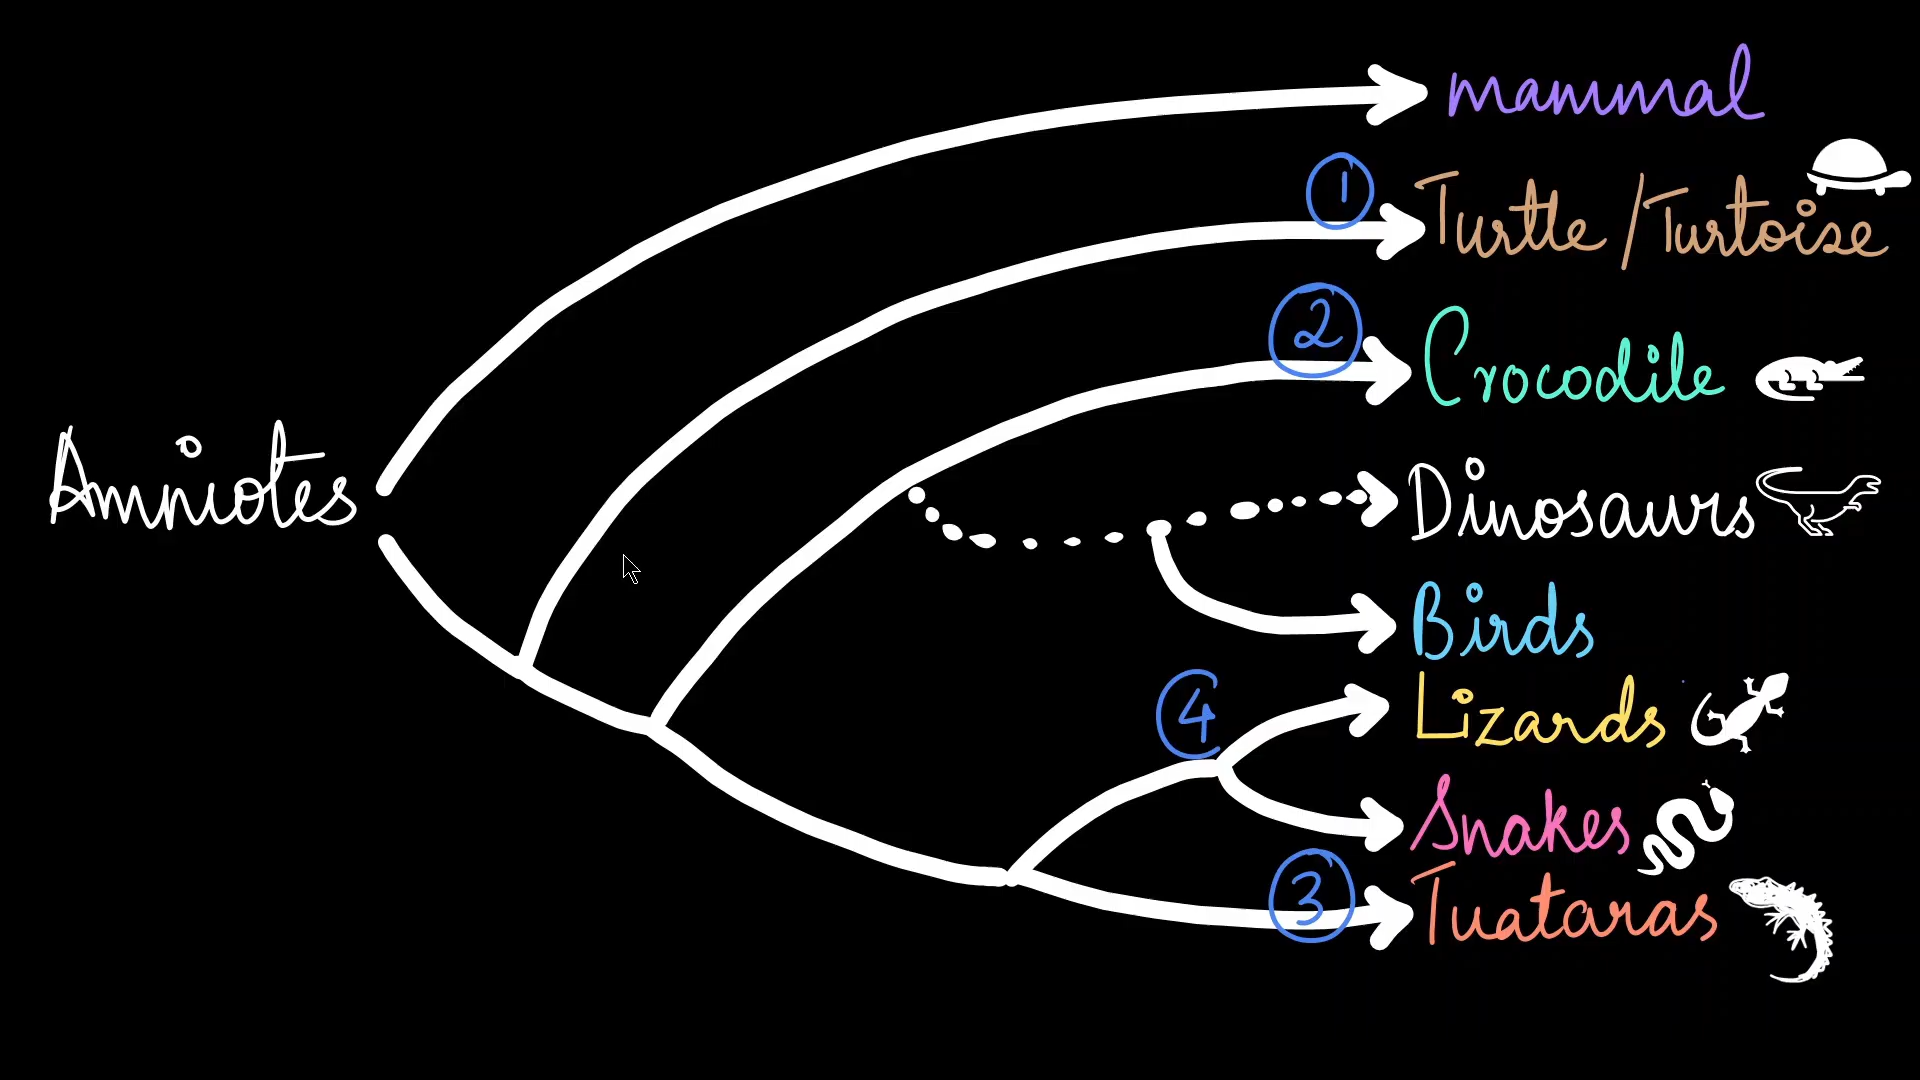 mammal
1
Turtle/Turtoise
2
Crocodile
Amniotes
Dinosaurs
Birds
4
Lizards
Snakes
3
Tuataras